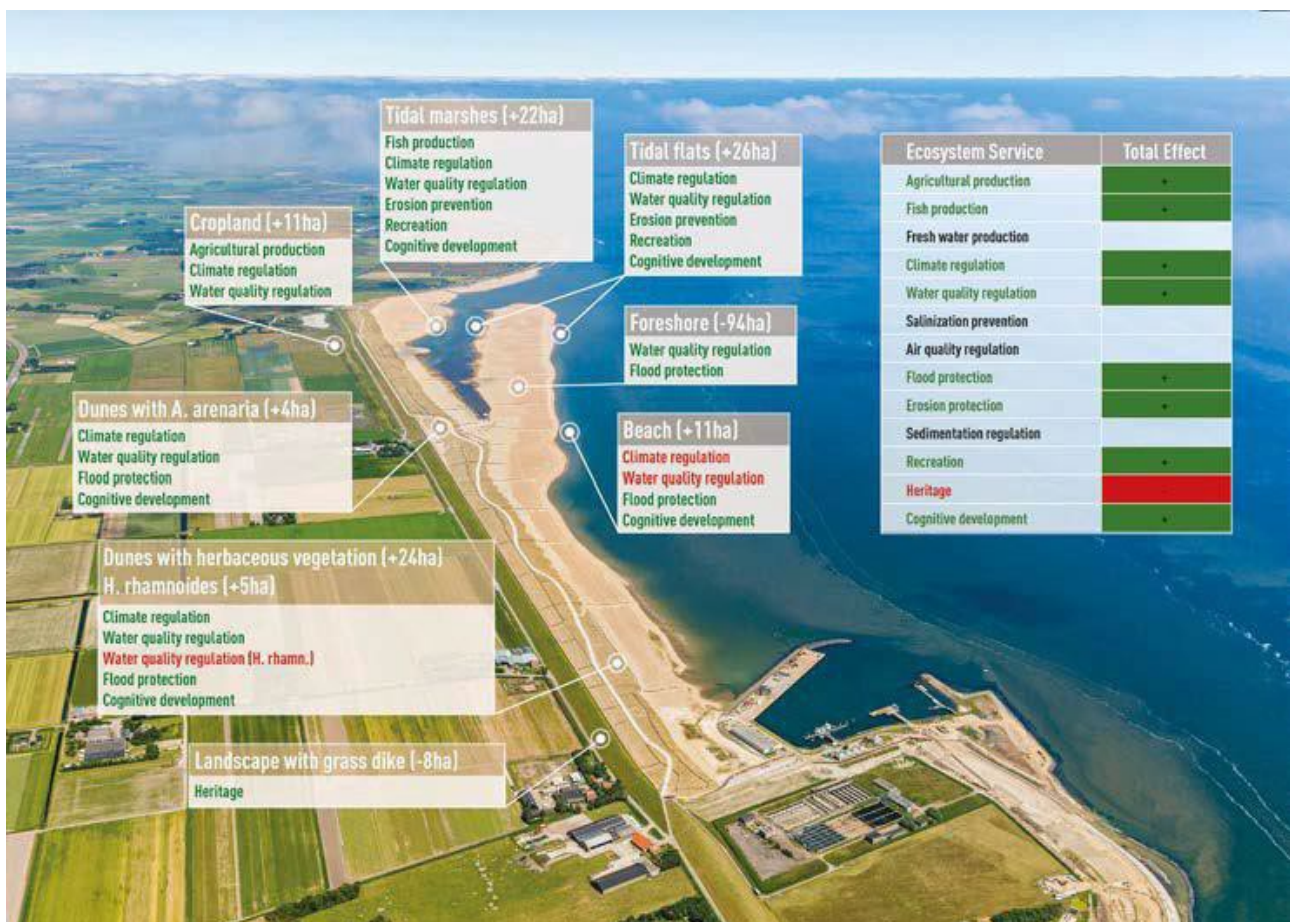 Tidal marshes (+22ha)
Fish production
Climate regulation
Water quality regulation
Erosion prevention
Recreation
Cognitive development
Tidal flats (+26ha)
Climate regulation
Water quality regulation
Erosion prevention
Recreation
Cognitive development
Cropland (+11ha)
Agricultural production
Climate regulation
Water quality regulation
Foreshore (-94ha)
Water quality regulation
Flood protection
Dunes with A. arenaria (+4ha)
Climate regulation
Water quality regulation
Flood protection
Cognitive development
Beach (+11ha)
Climate regulation
Water quality regulation
Flood protection
Cognitive development
Dunes with herbaceous vegetation (+24ha)
H. rhamnoides (+5ha)
Climate regulation
Water quality regulation
Water quality regulation (H. rhamn.)
Flood protection
Cognitive development
Landscape with grass dike (-8ha)
Heritage
Ecosystem Service Total Effect
Agricultural production +
Fish production +
Fresh water production
Climate regulation +
Water quality regulation +
Salinization prevention
Air quality regulation
Flood protection +
Erosion protection +
Sedimentation regulation
Recreation +
Heritage -
Cognitive development +